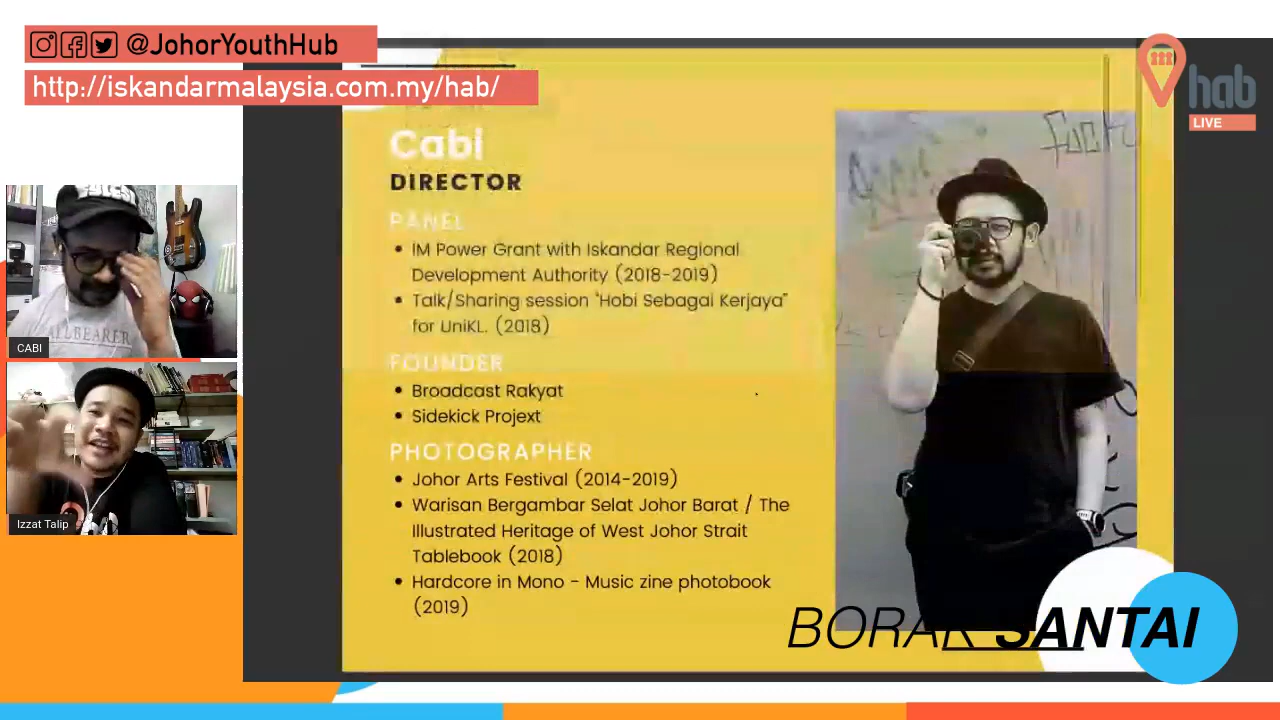 @JohorYouthHub
http://iskandarmalaysia.com.my/hab/
hab
LIVE
Cabi
DIRECTOR
PANEL
• IM Power Grant with Iskandar Regional
Development Authority (2018-2019)
• Talk/Sharing session "Hobi Sebagai Kerjaya"
for UniKL. (2018)
FOUNDER
• Broadcast Rakyat
• Sidekick Projext
PHOTOGRAPHER
• Johor Arts Festival (2014-2019)
• Warisan Bergambar Selat Johor Barat / The
Illustrated Heritage of West Johor Strait
Tablebook (2018)
• Hardcore in Mono - Music zine photobook
(2019)
CABI
Izzat Talip
BORAK SANTAI